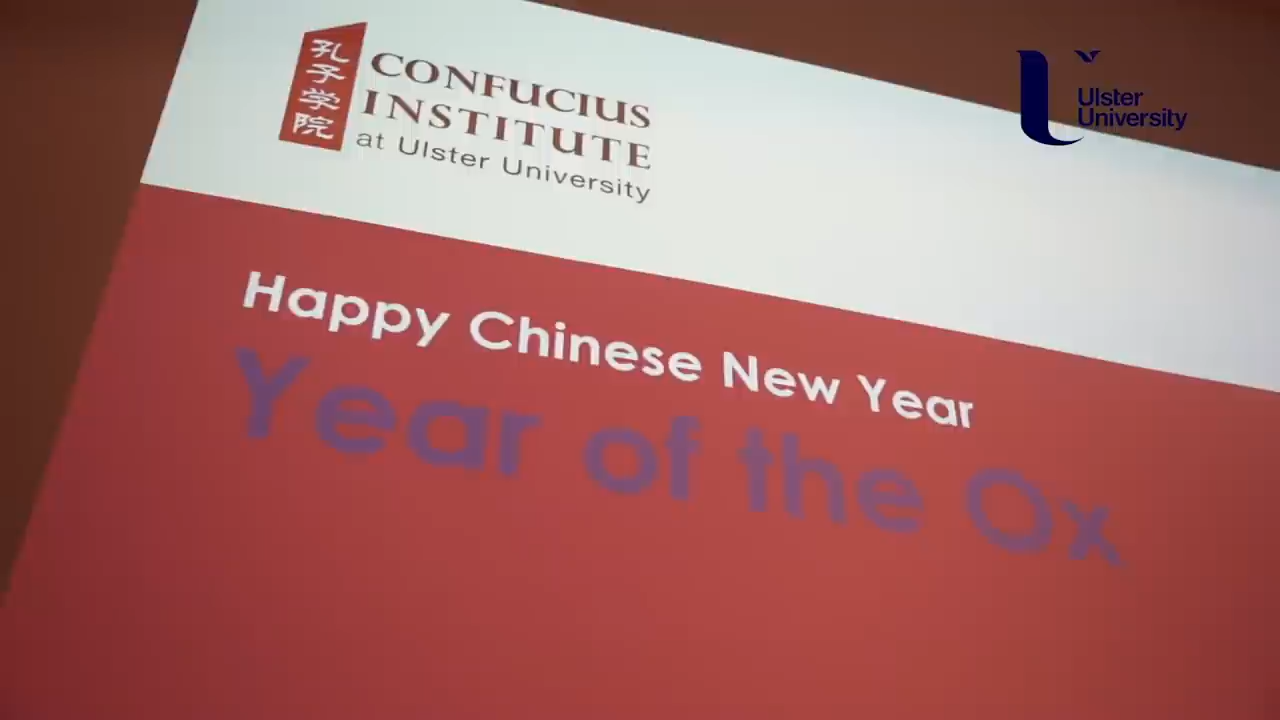 孔子学院
CONFUCIUS
INSTITUTE
at Ulster University
Ulster
University
Happy Chinese New Year
Year of the Ox